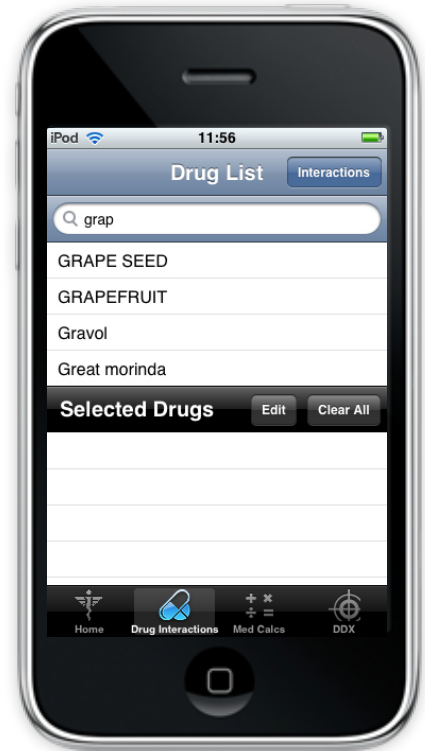 iPod 11:56
Drug List Interactions
grap
GRAPE SEED
GRAPEFRUIT
Gravol
Great morinda
Selected Drugs Edit Clear All
Home Drug Interactions Med Calcs DDX